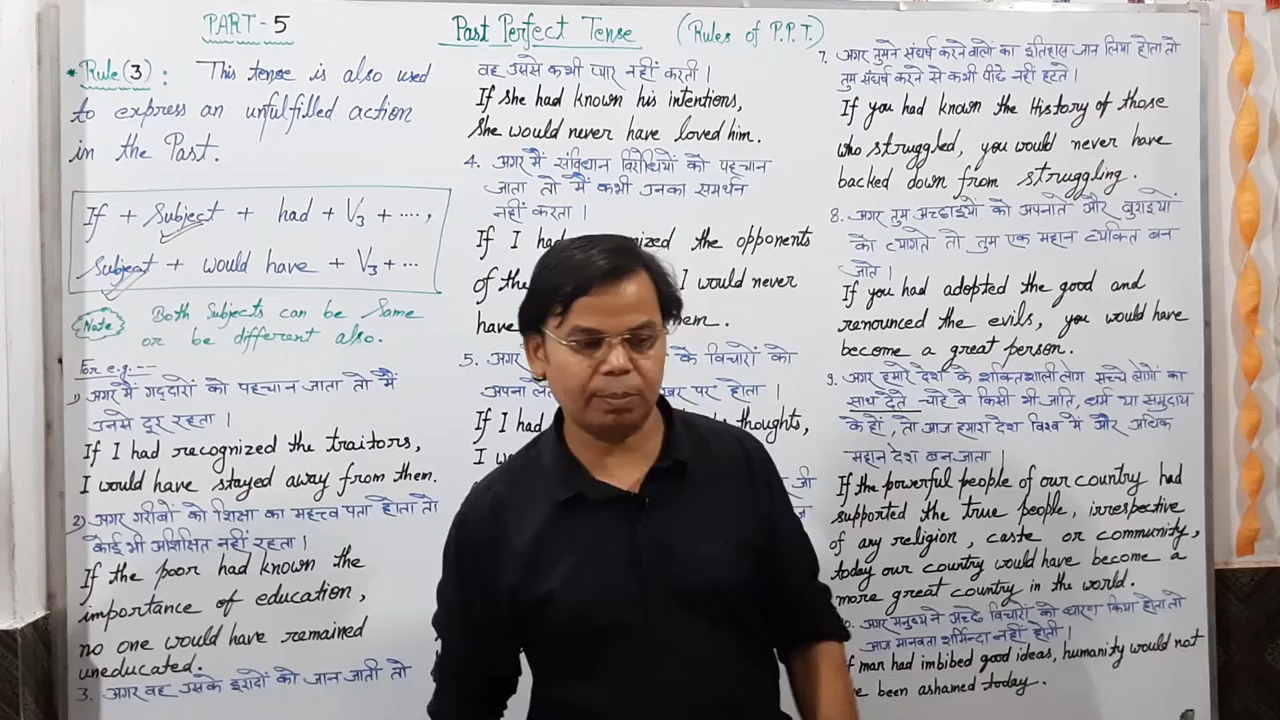 PART-5
Past Perfect Tense (Rules of P.P.T.)
* Rule (3) : This tense is also used
to express an unfulfilled action
in the Past.
If + Subject + had + V3 + ....,
Subject + would have + V3 + ...
Note Both Subjects can be Same
or be different also.
For e.g.---
1) अगर मैं गद्दारों को पहचान जाता तो मैं
उनसे दूर रहता ।
If I had recognized the traitors,
I would have stayed away from them.
2) अगर गरीबों को शिक्षा का महत्त्व पता होता तो
कोई भी अशिक्षित नहीं रहता ।
If the poor had known the
importance of education,
no one would have remained
uneducated.
3. अगर वह उसके इरादों को जान जाती तो
वह उससे कभी प्यार नहीं करती ।
If she had known his intentions,
She would never have loved him.
4. अगर मैं संविधान विरोधियों को पहचान
जाता तो मैं कभी उनका समर्थन
नहीं करता ।
If I had the opponents
of the I would never
have
5. अगर के विचारों को
अपना पर होता ।
If I had thoughts,
I
7. अगर तुमने संघर्ष करने वालों का इतिहास जान लिया होता तो
तुम संघर्ष करने से कभी पीछे नहीं हटते ।
If you had known the History of those
who struggled, you would never have
backed down from struggling.
8. अगर तुम अच्छाइयों को अपनाते और बुराइयों
को त्यागते तो तुम एक महान व्यक्ति बन
जाते ।
If you had adopted the good and
renounced the evils, you would have
become a great person.
9. अगर हमारे देश के शक्तिशाली लोग सच्चे लोगों का
साथ देते चाहे वे किसी भी जाति, धर्म या समुदाय
के हों, तो आज हमारा देश विश्व में और अधिक
महान देश बन जाता ।
If the powerful people of our country had
supported the true people, irrespective
of any religion, caste or community,
today our country would have become a
more great country in the world.
अगर मनुष्य ने अच्छे विचारों को धारण किया होता तो
आज मानवता शर्मिन्दा नहीं होती ।
man had imbibed good ideas, humanity would not
been ashamed today.